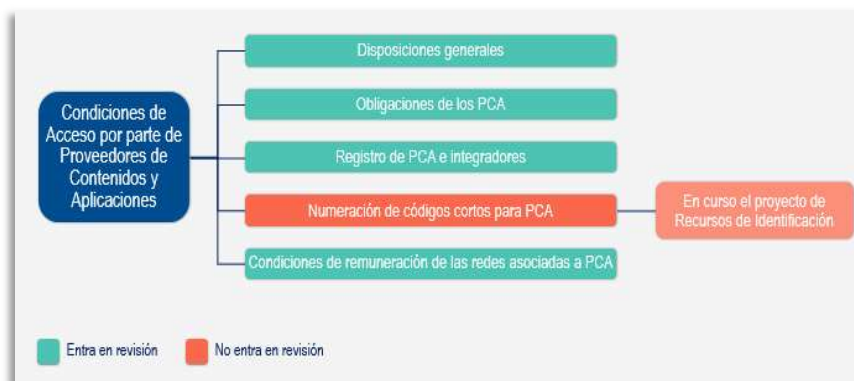 Disposiciones generales
Condiciones de
Acceso por parte de
Proveedores de
Contenidos y
Aplicaciones
Obligaciones de los PCA
Registro de PCA e integradores
Numeración de códigos cortos para PCA
En curso el proyecto de
Recursos de Identificación
Condiciones de remuneración de las redes asociadas a PCA
Entra en revisión
No entra en revisión